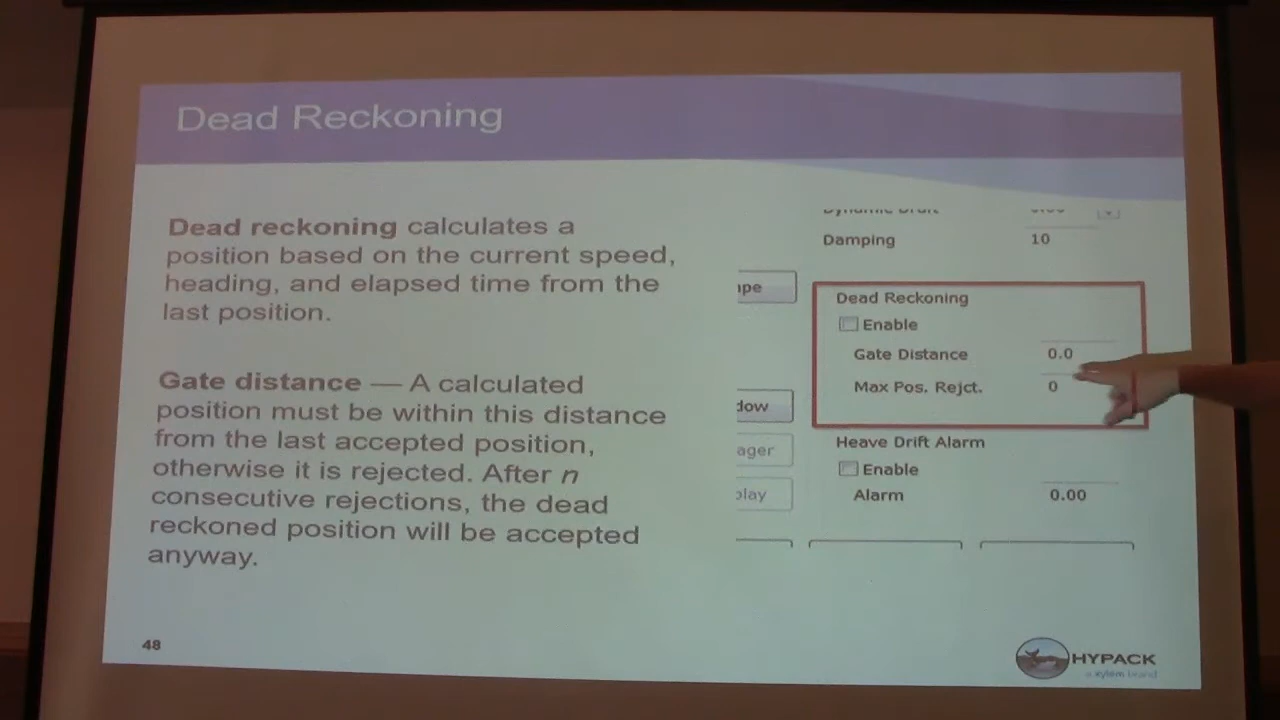 Dead Reckoning
Dead reckoning calculates a
position based on the current speed,
heading, and elapsed time from the
last position.
Gate distance — A calculated
position must be within this distance
from the last accepted position,
otherwise it is rejected. After n
consecutive rejections, the dead
reckoned position will be accepted
anyway.
Damping 10
Dead Reckoning
Enable
Gate Distance 0.0
Max Pos. Rejct. 0
Heave Drift Alarm
Enable
Alarm 0.00
48
HYPACK
a xylem brand